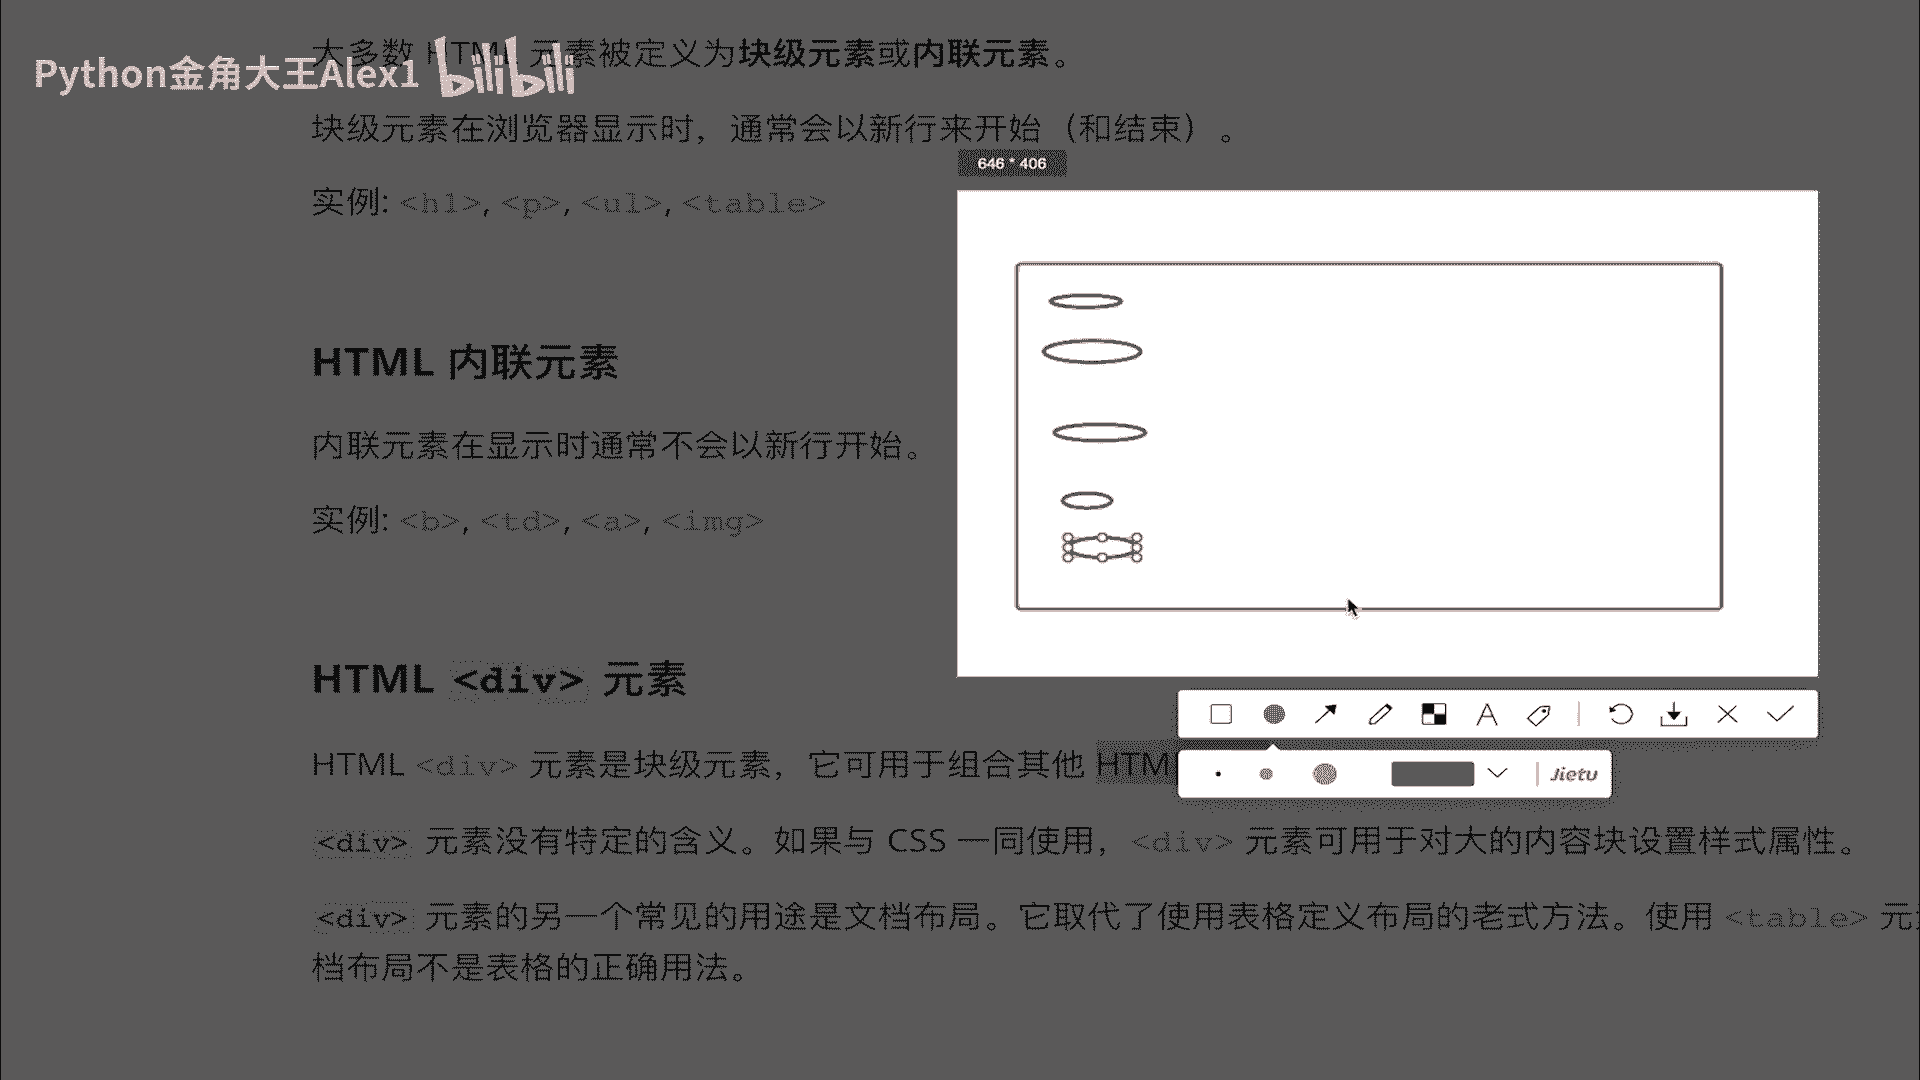 大多数 HTML 元素被定义为块级元素或内联元素。
Python金角大王Alex1 bilibili
块级元素在浏览器显示时，通常会以新行来开始（和结束）。
646 * 406
实例: <h1>, <p>, <ul>, <table>
HTML 内联元素
内联元素在显示时通常不会以新行开始。
实例: <b>, <td>, <a>, <img>
HTML <div> 元素
HTML <div> 元素是块级元素，它可用于组合其他 HTM
Jietu
<div> 元素没有特定的含义。如果与 CSS 一同使用，<div> 元素可用于对大的内容块设置样式属性。
<div> 元素的另一个常见的用途是文档布局。它取代了使用表格定义布局的老式方法。使用 <table> 元
档布局不是表格的正确用法。